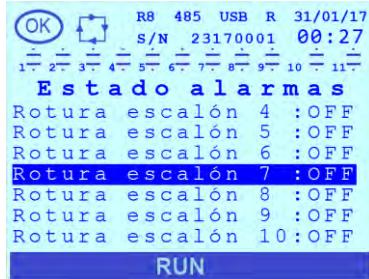 OK R8 485 USB R 31/01/17
S/N 23170001 00:27
1 2 3 4 5 6 7 8 9 10 11
Estado alarmas
Rotura escalón 4 :OFF
Rotura escalón 5 :OFF
Rotura escalón 6 :OFF
Rotura escalón 7 :OFF
Rotura escalón 8 :OFF
Rotura escalón 9 :OFF
Rotura escalón 10:OFF
RUN